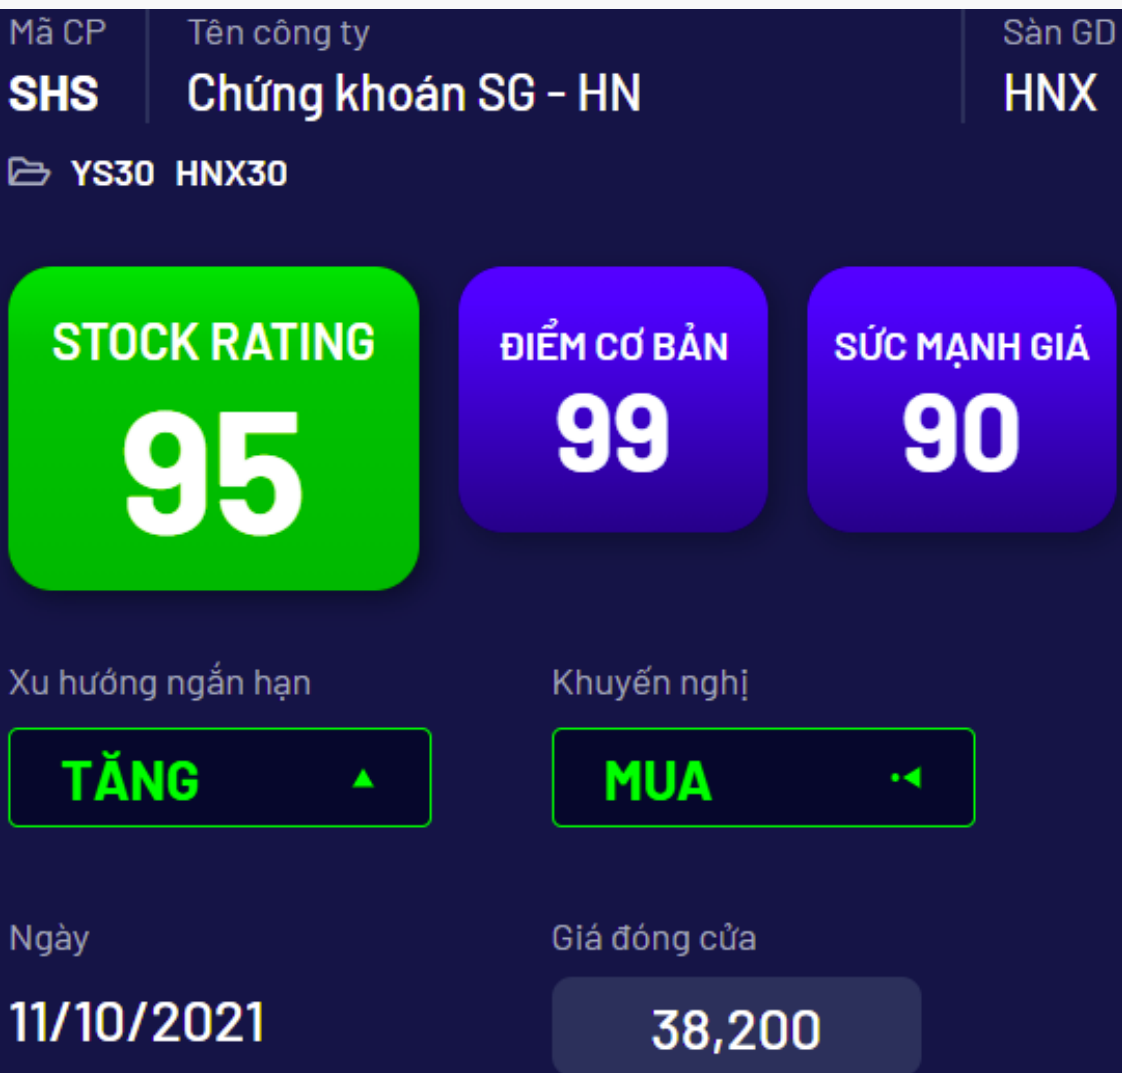 Mã CP Tên công ty Sàn GD
SHS Chứng khoán SG - HN HNX
YS30 HNX30
STOCK RATING ĐIỂM CƠ BẢN SỨC MẠNH GIÁ
95 99 90
Xu hướng ngắn hạn Khuyến nghị
TĂNG MUA
Ngày Giá đóng cửa
11/10/2021 38,200